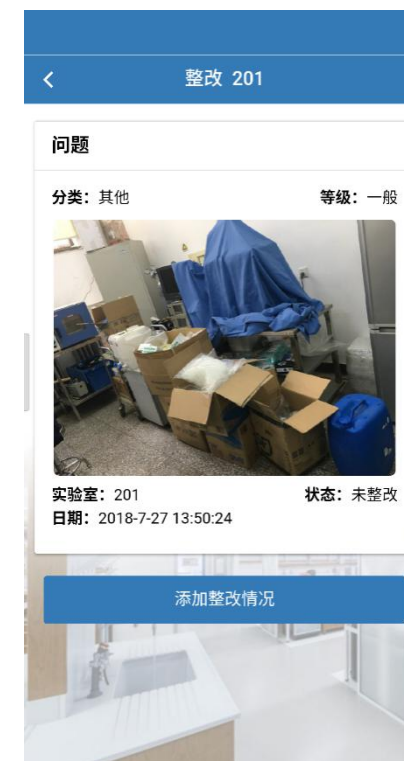 整改 201
问题
分类：其他 等级：一般
实验室：201 状态：未整改
日期：2018-7-27 13:50:24
添加整改情况